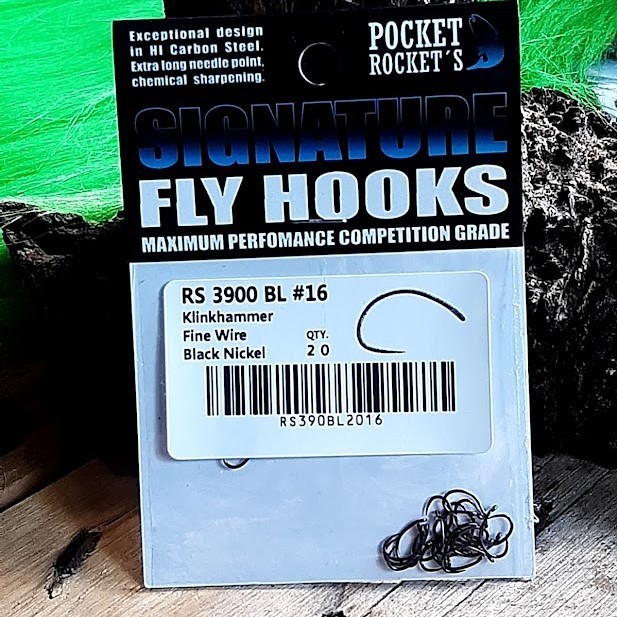 Exceptional design
in HI Carbon Steel.
Extra long needle point,
chemical sharpening.
POCKET
ROCKET´S
SIGNATURE
FLY HOOKS
MAXIMUM PERFOMANCE COMPETITION GRADE
RS 3900 BL #16
Klinkhammer
Fine Wire QTY.
Black Nickel 20
RS390BL2016